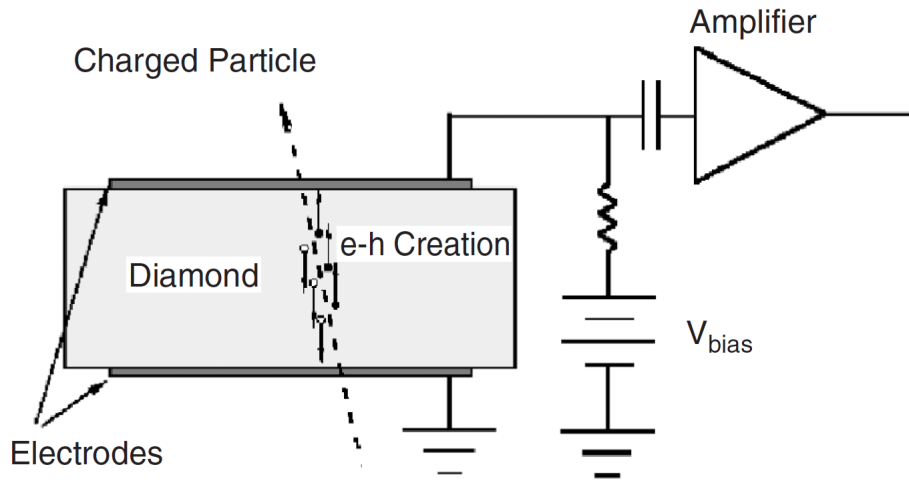 Amplifier
Charged Particle
e-h Creation
Diamond
Vbias
Electrodes